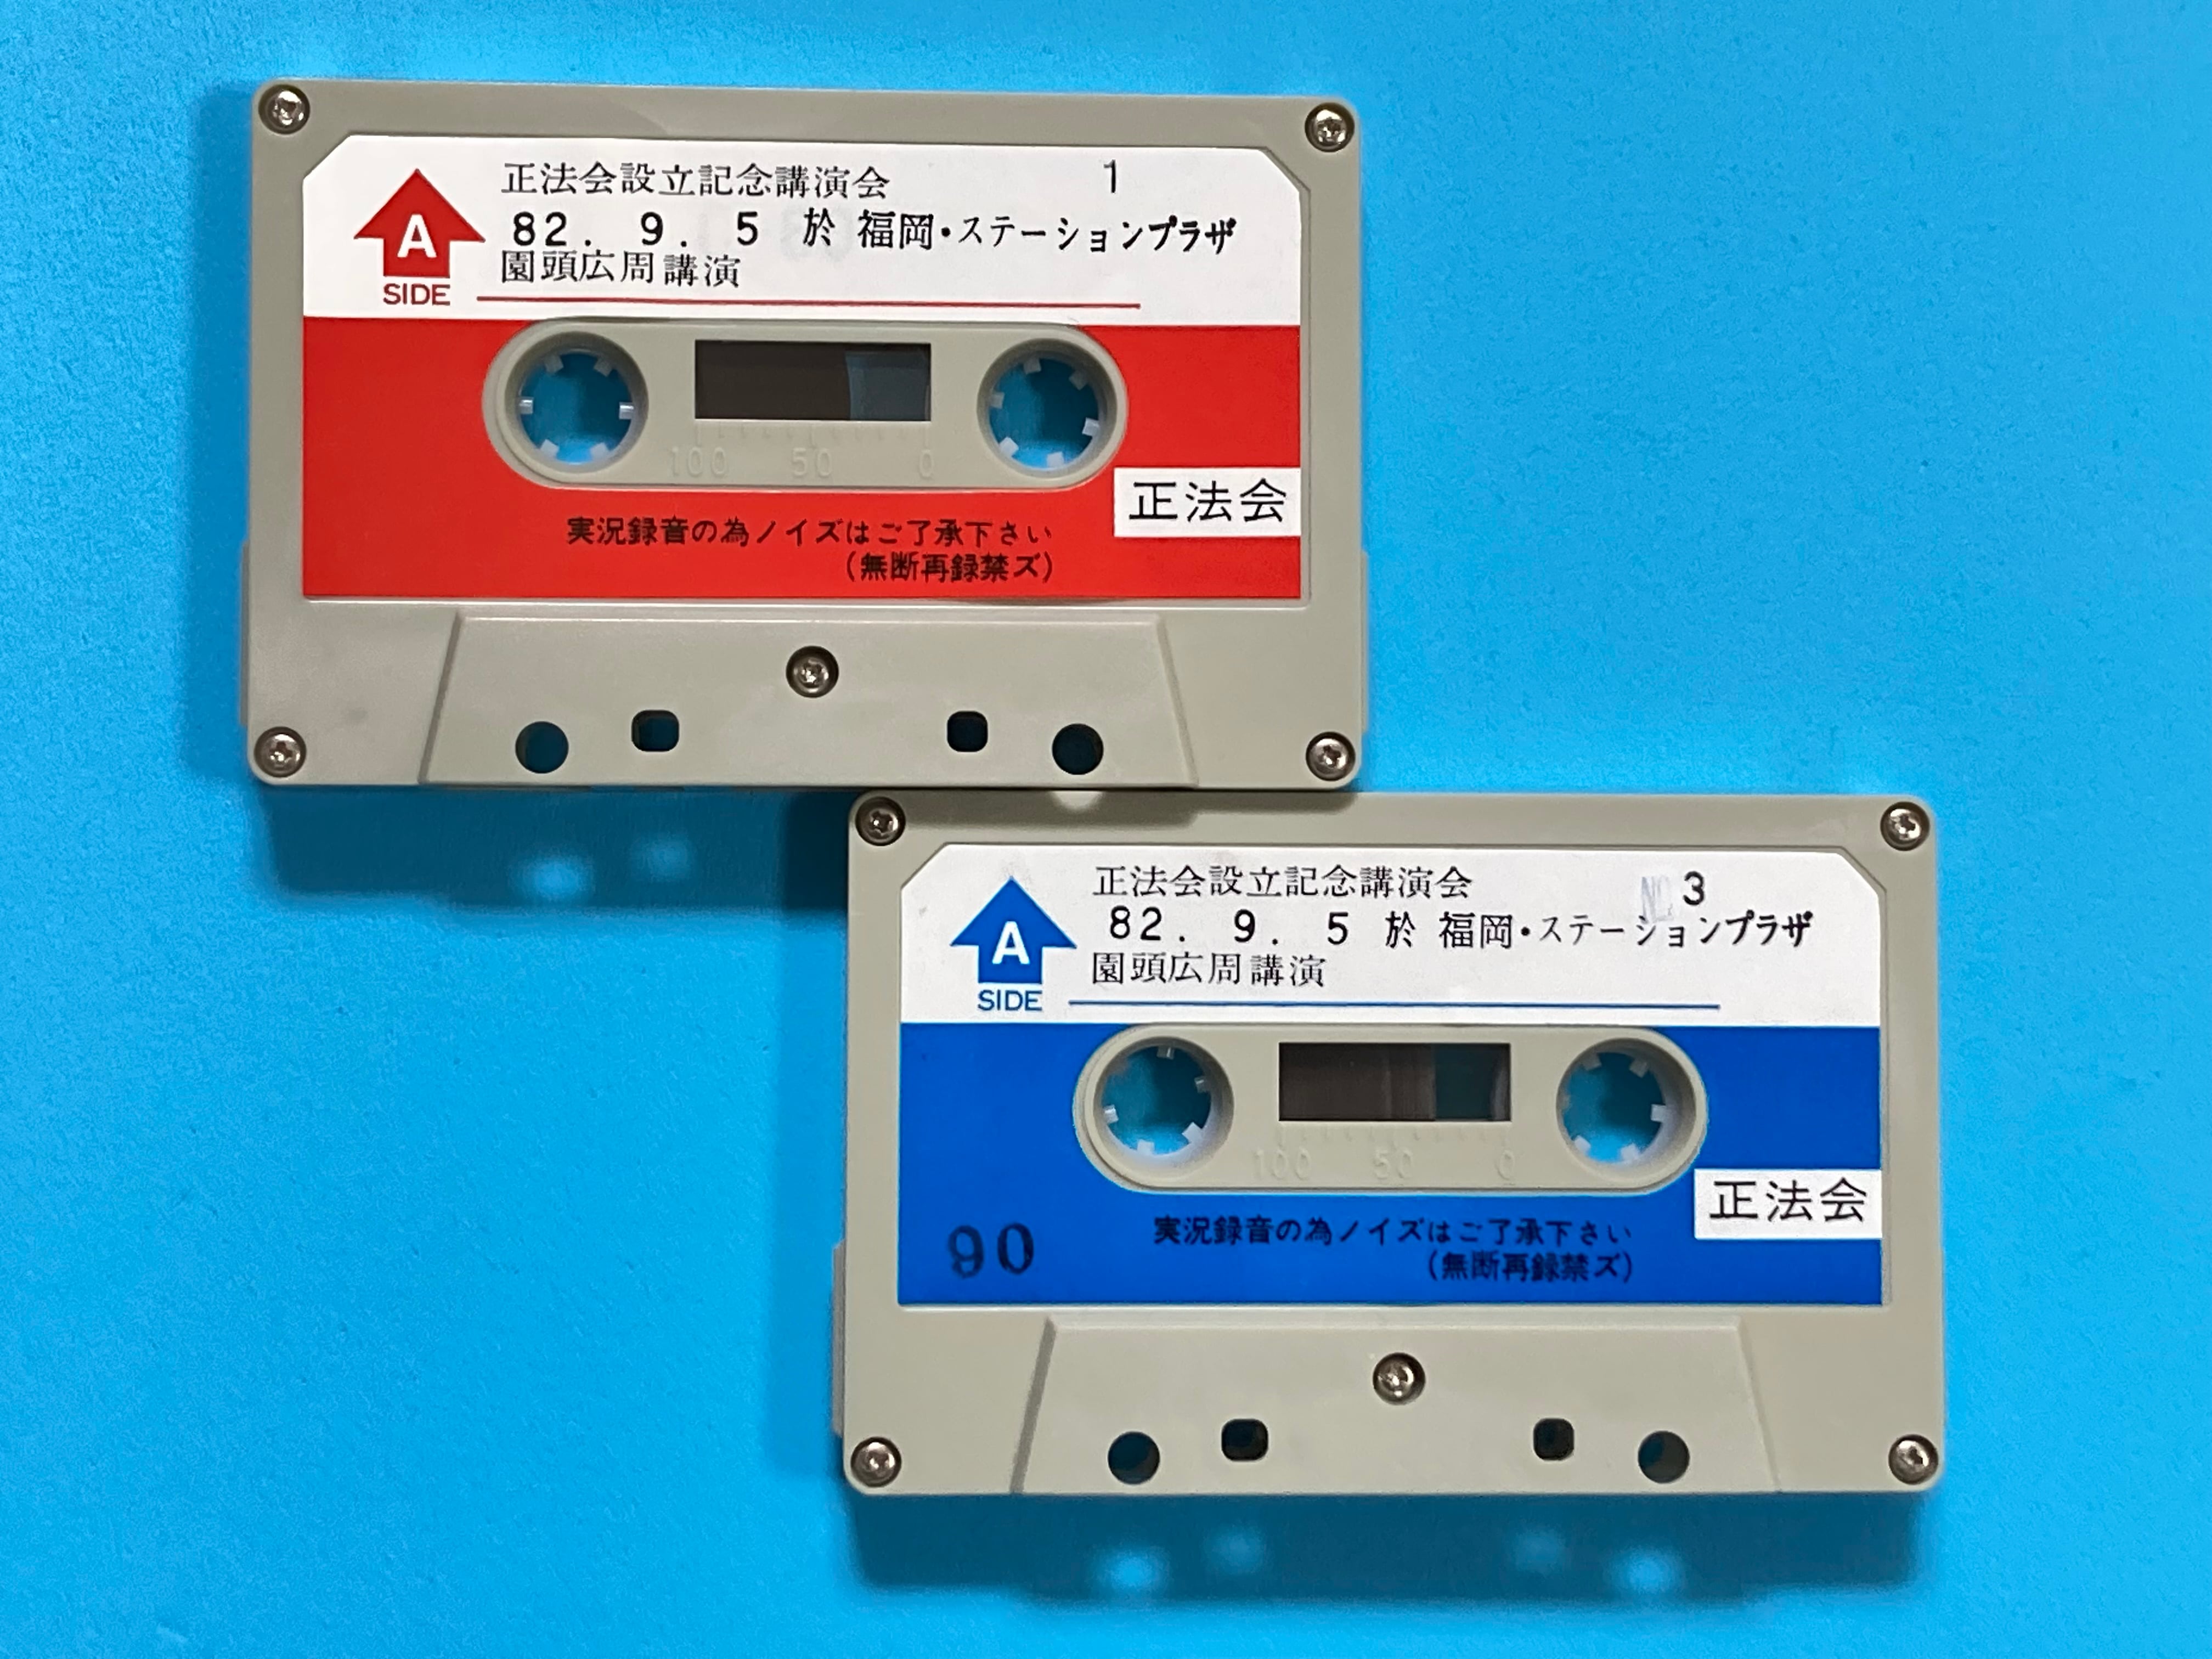 正法会設立記念講演会 1
82. 9. 5 於 福岡・ステーションプラザ
園頭広周講演
A
SIDE
100 50 0
正法会
実況録音の為ノイズはご了承下さい
(無断再録禁ズ)
正法会設立記念講演会 No 3
82. 9. 5 於 福岡・ステーションプラザ
園頭広周講演
A
SIDE
100 50 0
正法会
90
実況録音の為ノイズはご了承下さい
(無断再録禁ズ)